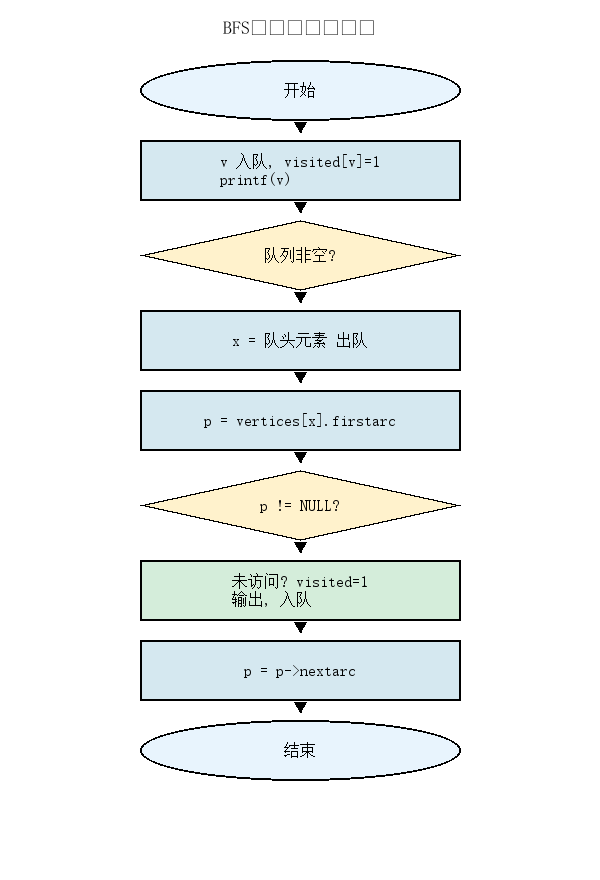 BFS□□□□□□□
开始
v 入队, visited[v]=1
printf(v)
队列非空?
x = 队头元素 出队
p = vertices[x].firstarc
p != NULL?
未访问? visited=1
输出, 入队
p = p->nextarc
结束